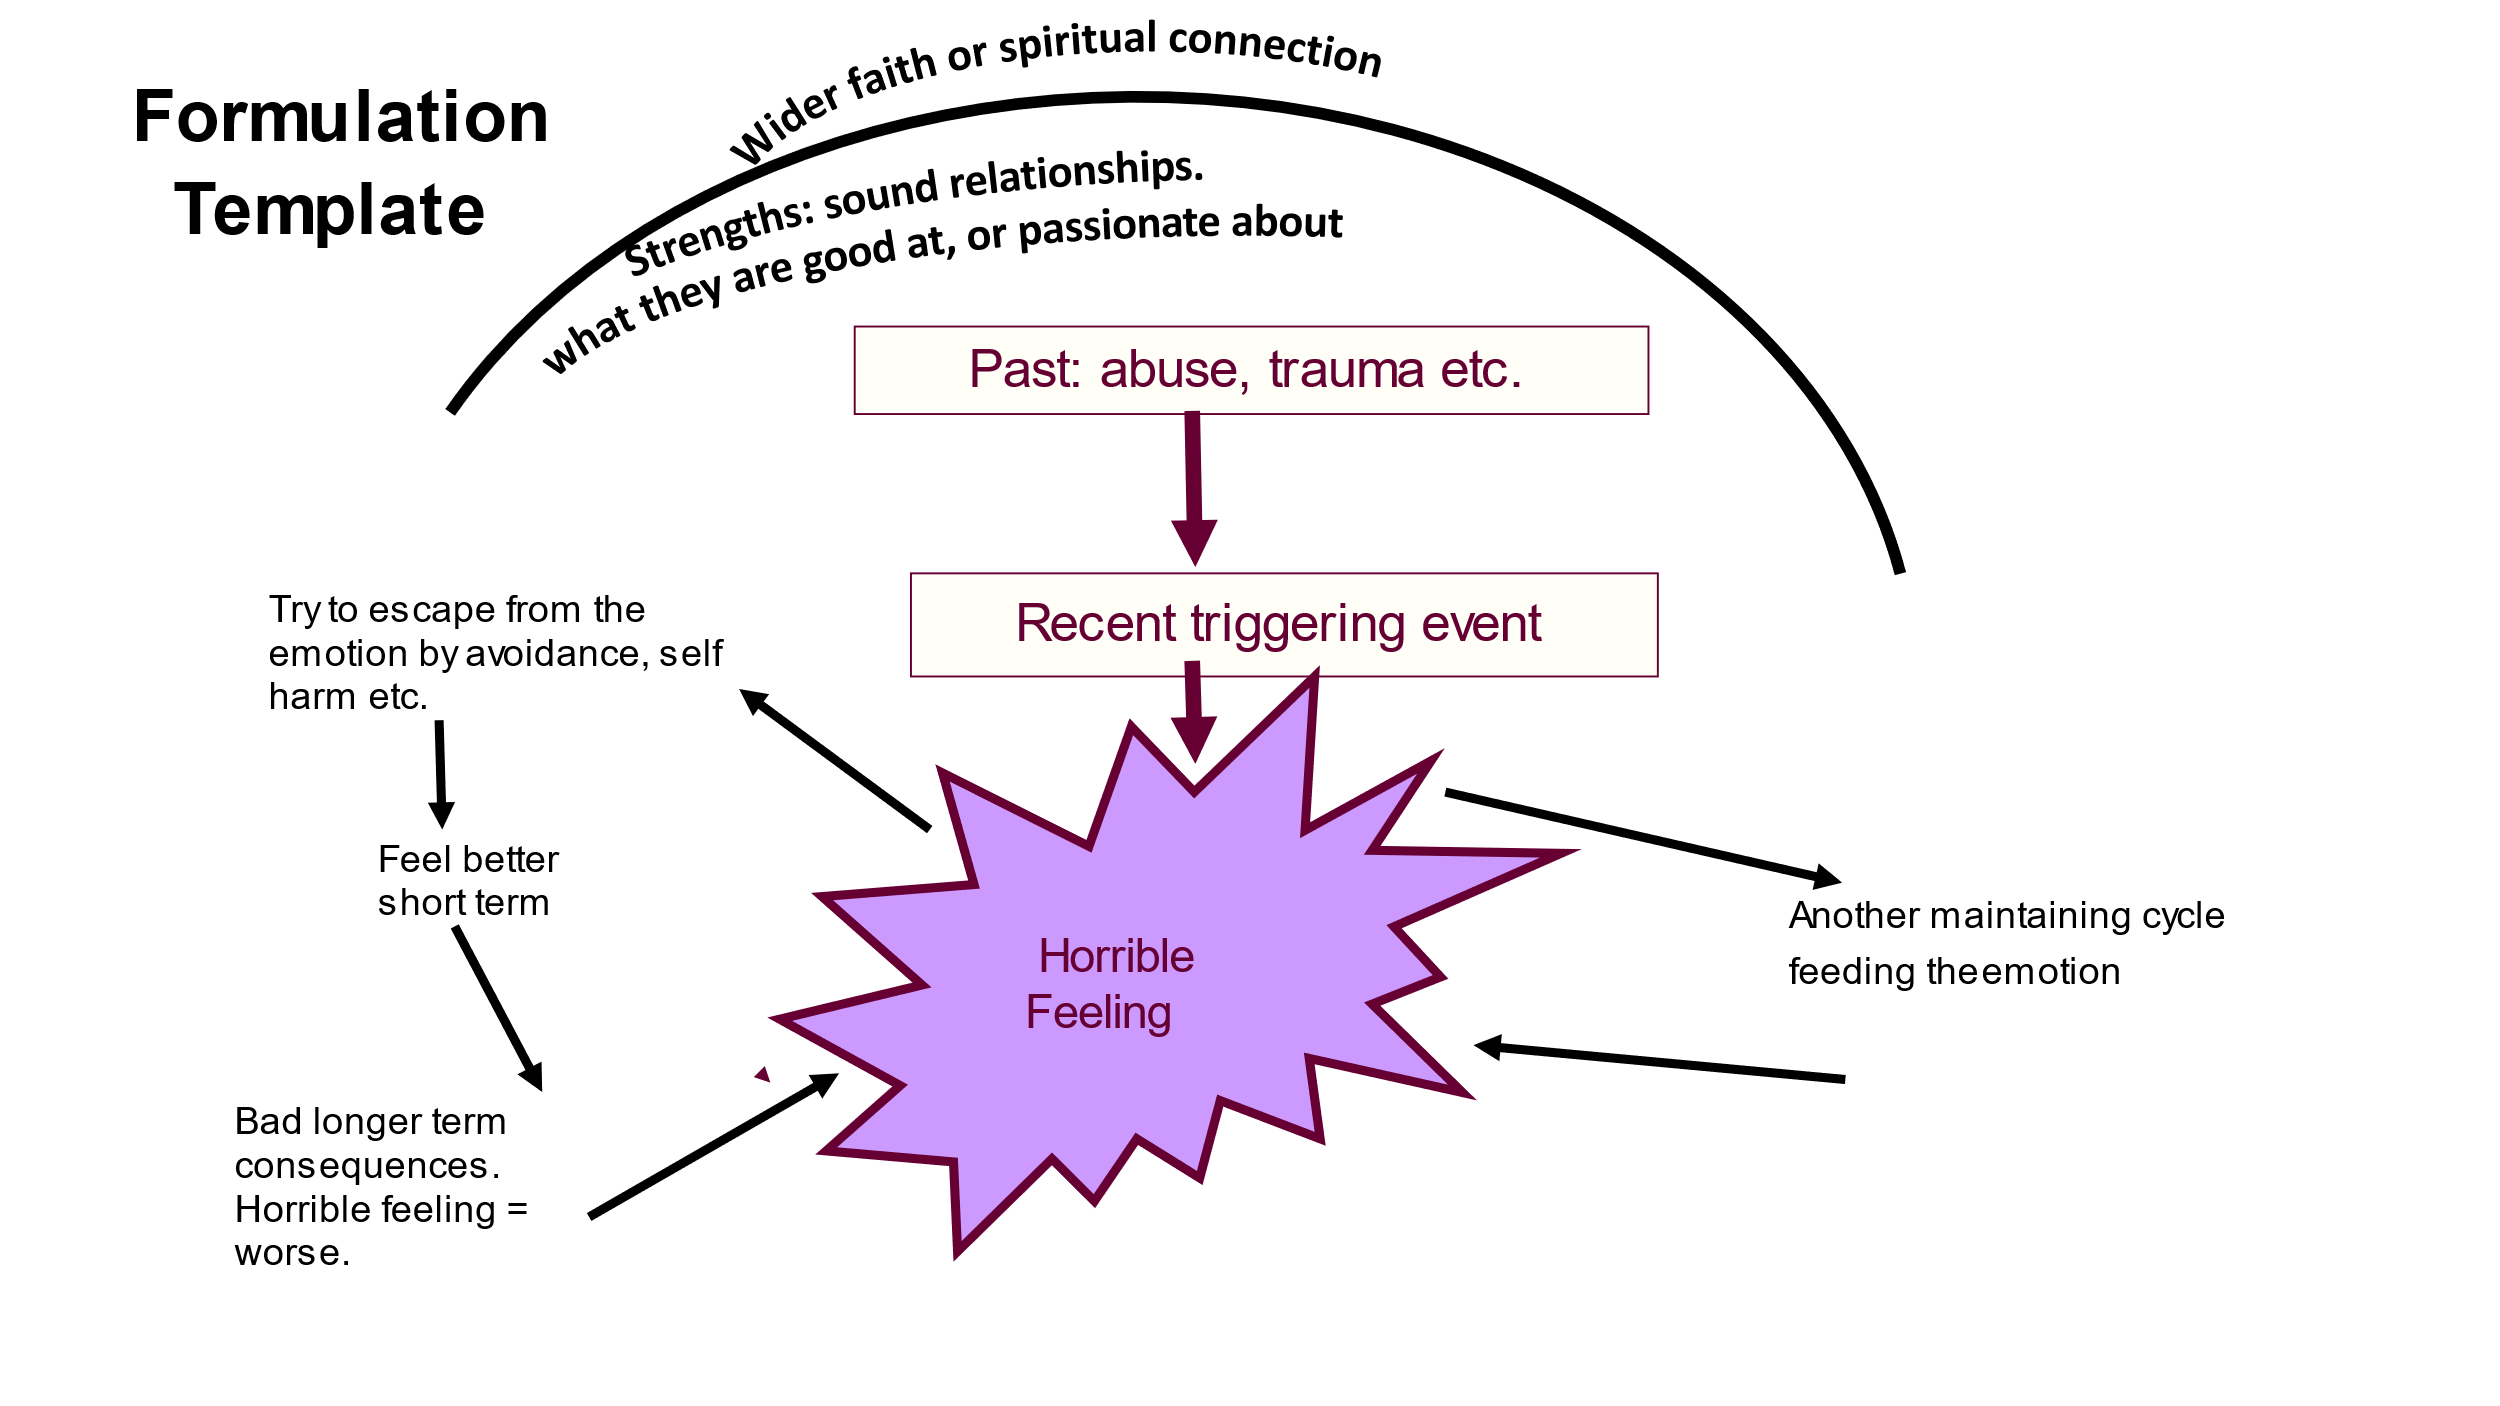 Formulation
Template
Wider faith or spiritual connection
Strengths: sound relationships.
what they are good at, or passionate about
Past: abuse, trauma etc.
Recent triggering event
Try to escape from the
emotion by avoidance, self
harm etc.
Feel better
short term
Bad longer term
consequences.
Horrible feeling =
worse.
Horrible
Feeling
Another maintaining cycle
feeding theemotion